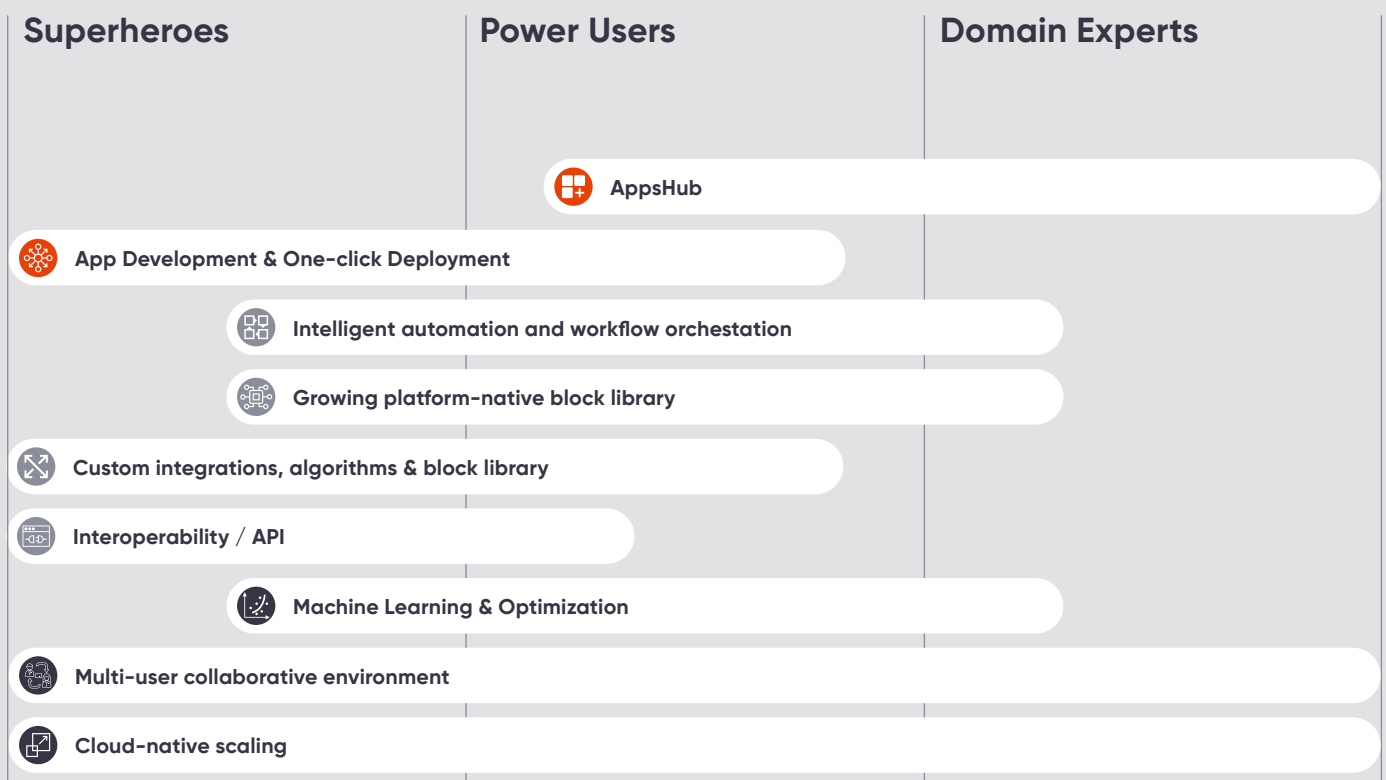 Superheroes
Power Users
Domain Experts
AppsHub
App Development & One-click Deployment
Intelligent automation and workflow orchestation
Growing platform-native block library
Custom integrations, algorithms & block library
Interoperability / API
Machine Learning & Optimization
Multi-user collaborative environment
Cloud-native scaling